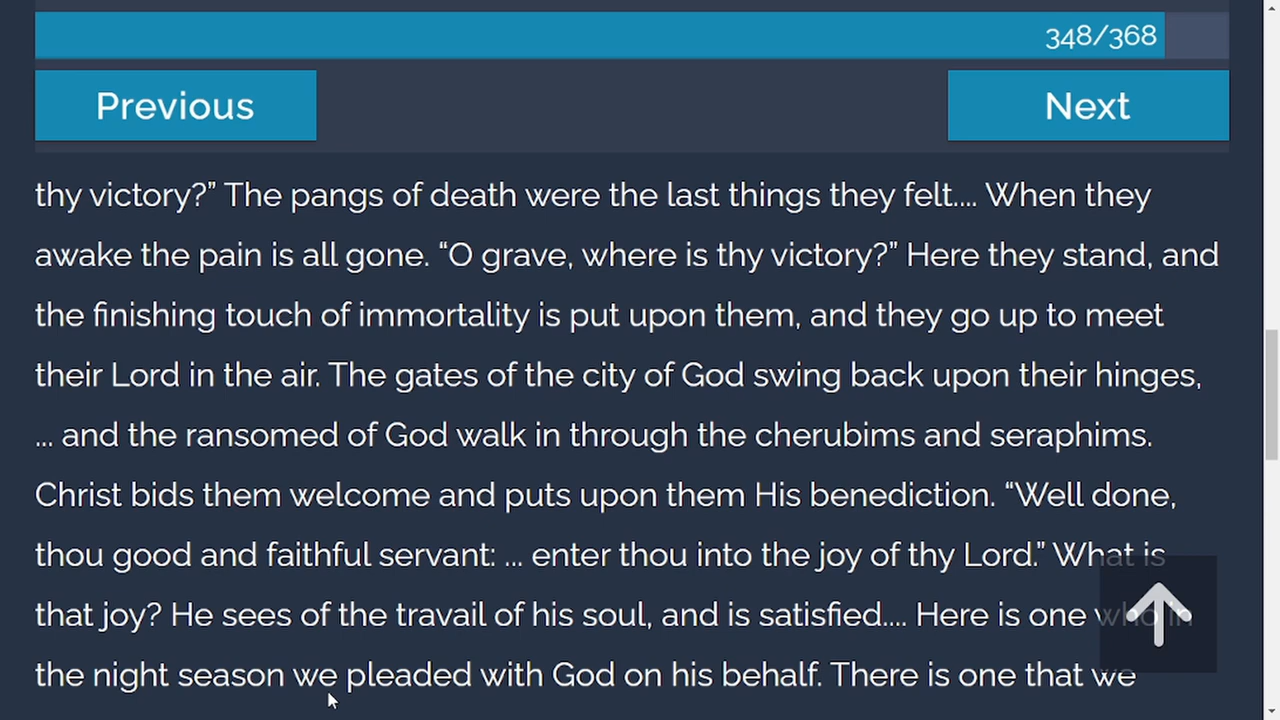 348/368
Previous
Next
thy victory?” The pangs of death were the last things they felt.... When they
awake the pain is all gone. “O grave, where is thy victory?” Here they stand, and
the finishing touch of immortality is put upon them, and they go up to meet
their Lord in the air. The gates of the city of God swing back upon their hinges,
... and the ransomed of God walk in through the cherubims and seraphims.
Christ bids them welcome and puts upon them His benediction. “Well done,
thou good and faithful servant: ... enter thou into the joy of thy Lord.” What is
that joy? He sees of the travail of his soul, and is satisfied.... Here is one who in
the night season we pleaded with God on his behalf. There is one that we